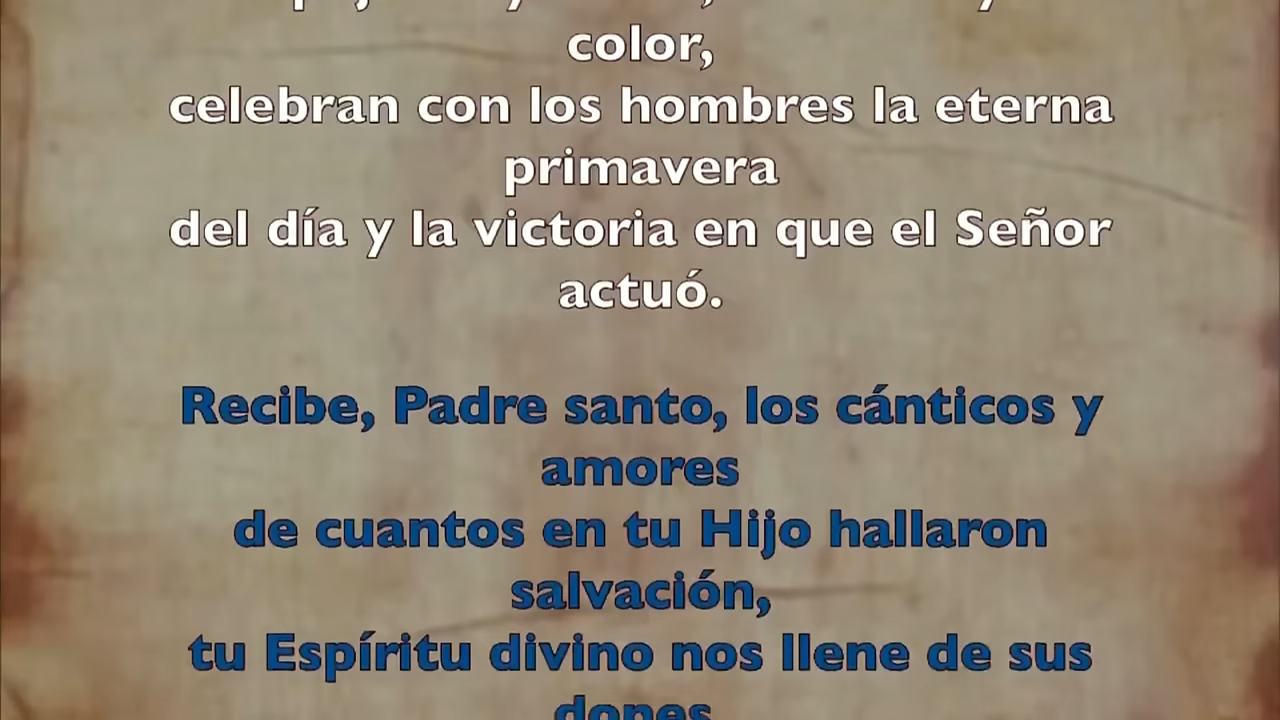 color,
celebran con los hombres la eterna
primavera
del día y la victoria en que el Señor
actuó.
Recibe, Padre santo, los cánticos y
amores
de cuantos en tu Hijo hallaron
salvación,
tu Espíritu divino nos llene de sus
dones